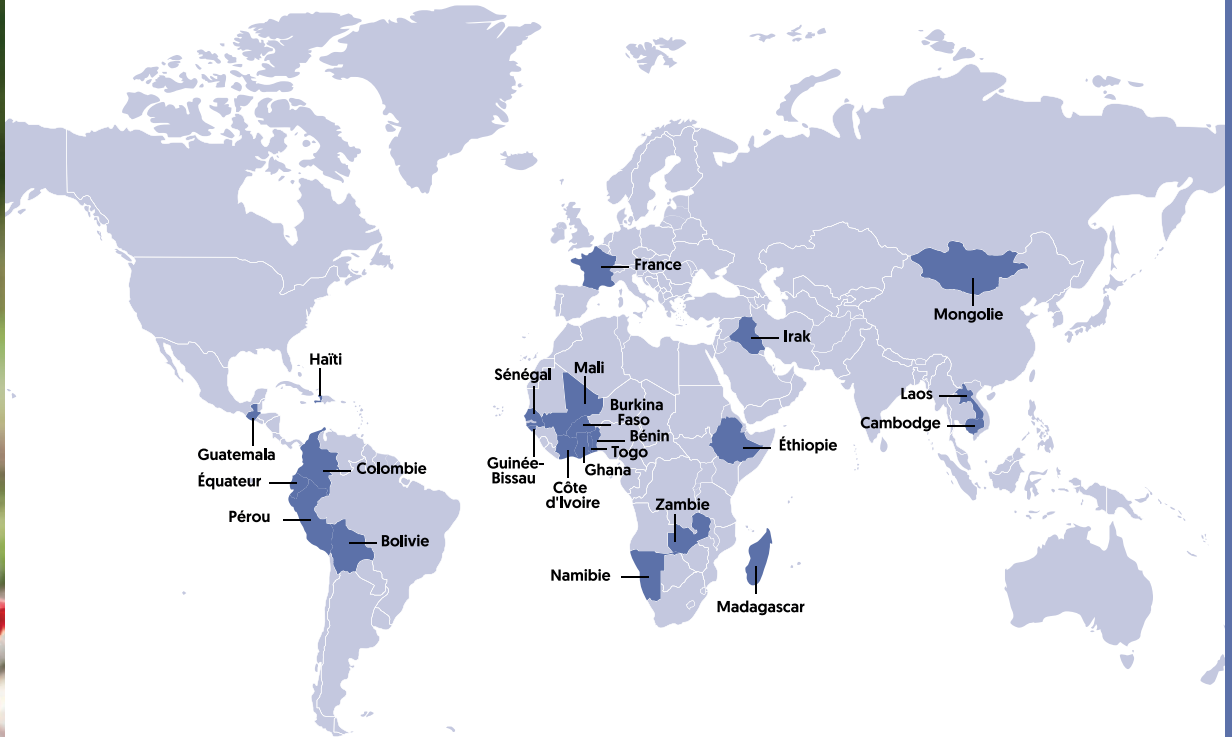 France
Mongolie
Irak
Haïti
Mali
Sénégal
Laos
Burkina
Faso
Cambodge
Bénin
Éthiopie
Togo
Guatemala
Guinée-
Bissau
Ghana
Colombie
Équateur
Côte
d'Ivoire
Zambie
Pérou
Bolivie
Namibie
Madagascar